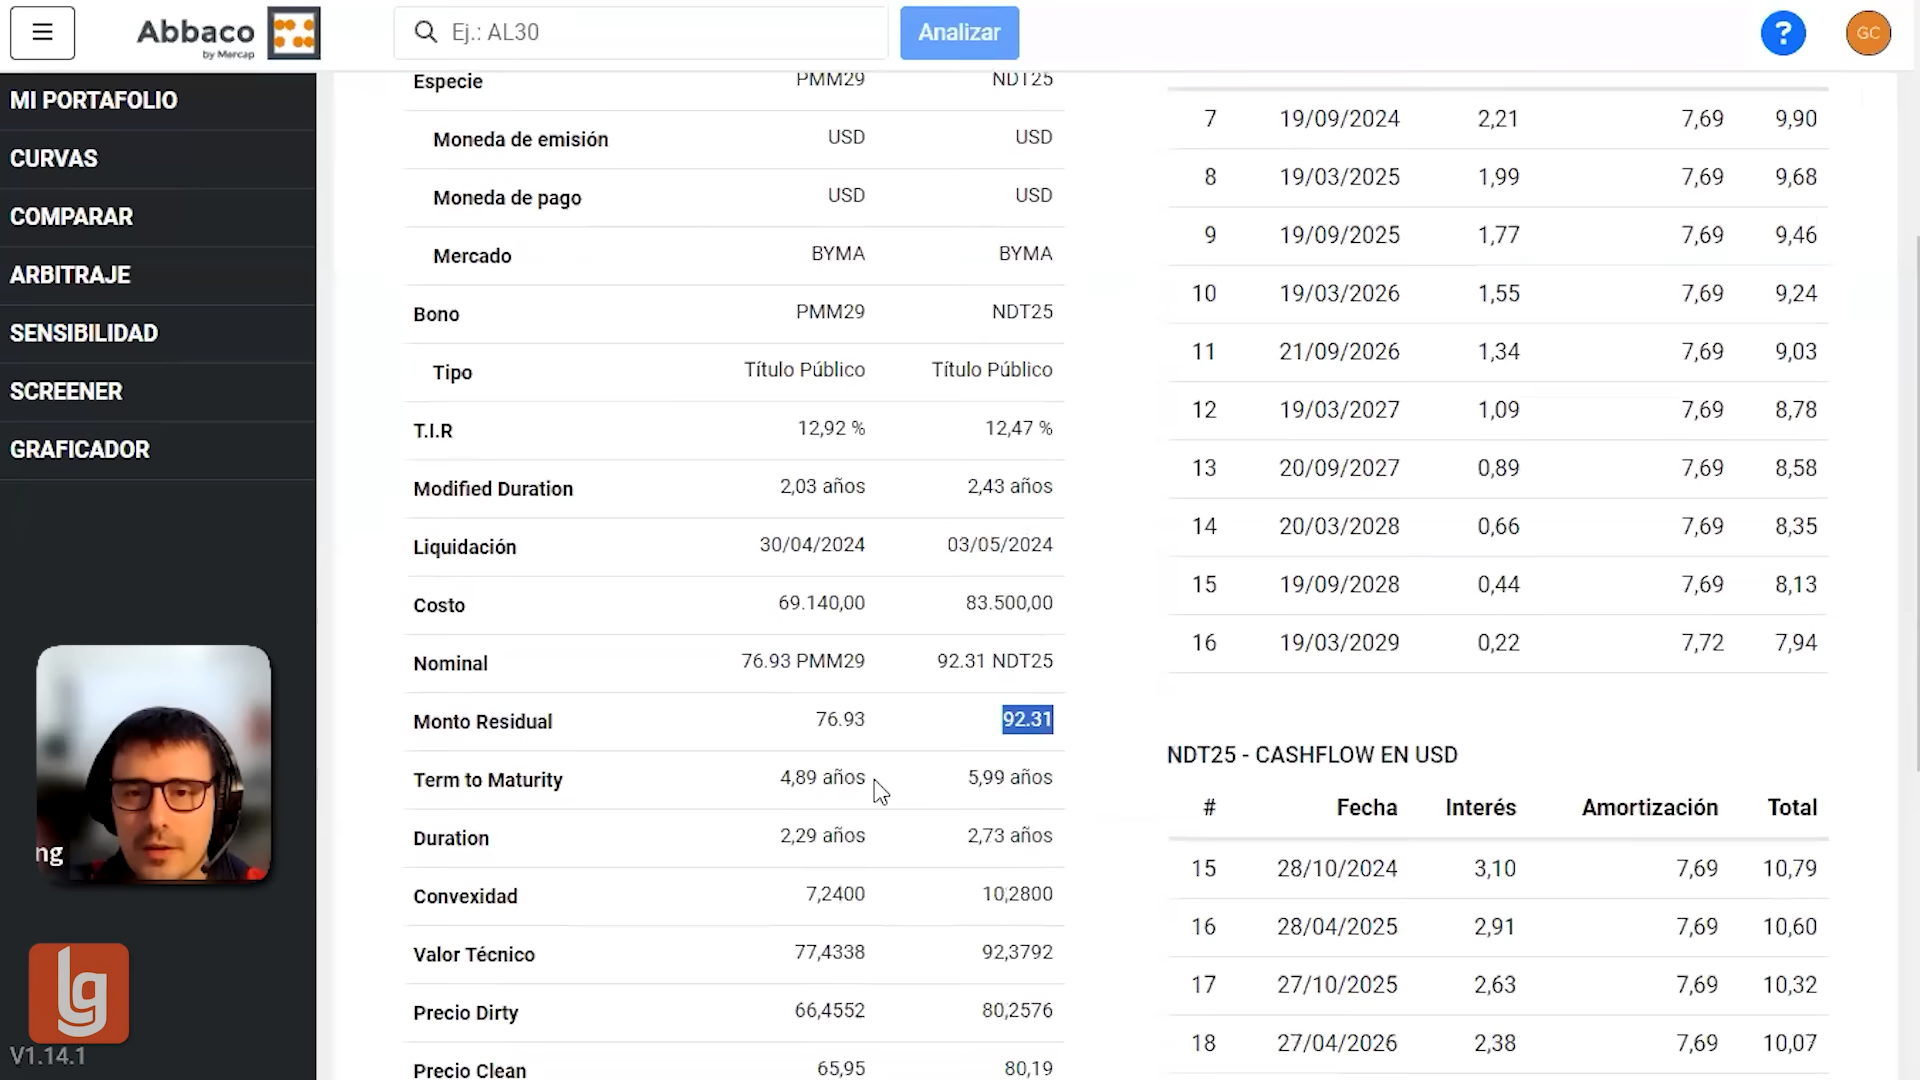 Abbaco
by Mercap
Ej.: AL30
Analizar
?
GC
MI PORTAFOLIO
CURVAS
COMPARAR
ARBITRAJE
SENSIBILIDAD
SCREENER
GRAFICADOR
ng
lg
V1.14.1
Especie PMM29 NDT25
Moneda de emisión USD USD
Moneda de pago USD USD
Mercado BYMA BYMA
Bono PMM29 NDT25
Tipo Título Público Título Público
T.I.R 12,92 % 12,47 %
Modified Duration 2,03 años 2,43 años
Liquidación 30/04/2024 03/05/2024
Costo 69.140,00 83.500,00
Nominal 76.93 PMM29 92.31 NDT25
Monto Residual 76.93 92.31
Term to Maturity 4,89 años 5,99 años
Duration 2,29 años 2,73 años
Convexidad 7,2400 10,2800
Valor Técnico 77,4338 92,3792
Precio Dirty 66,4552 80,2576
Precio Clean 65,95 80,19
7 19/09/2024 2,21 7,69 9,90
8 19/03/2025 1,99 7,69 9,68
9 19/09/2025 1,77 7,69 9,46
10 19/03/2026 1,55 7,69 9,24
11 21/09/2026 1,34 7,69 9,03
12 19/03/2027 1,09 7,69 8,78
13 20/09/2027 0,89 7,69 8,58
14 20/03/2028 0,66 7,69 8,35
15 19/09/2028 0,44 7,69 8,13
16 19/03/2029 0,22 7,72 7,94
NDT25 - CASHFLOW EN USD
# Fecha Interés Amortización Total
15 28/10/2024 3,10 7,69 10,79
16 28/04/2025 2,91 7,69 10,60
17 27/10/2025 2,63 7,69 10,32
18 27/04/2026 2,38 7,69 10,07